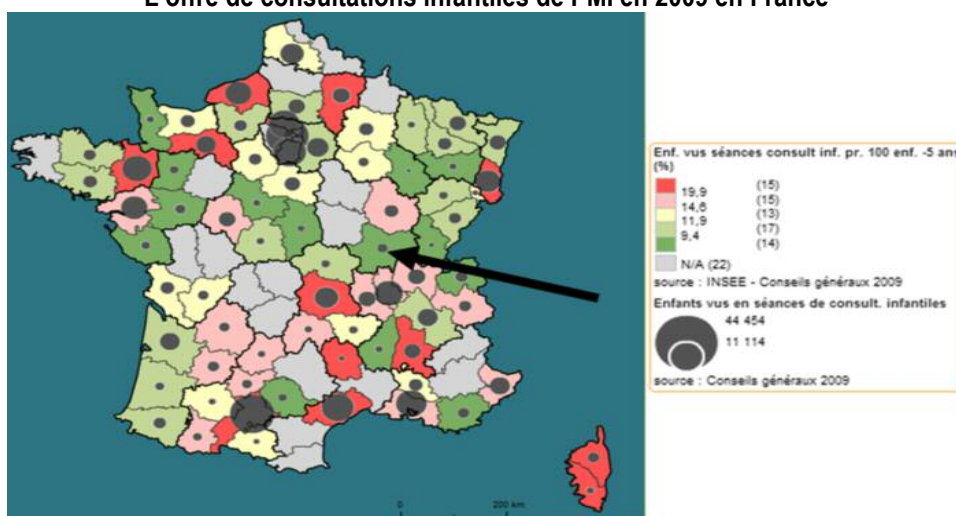 L'offre de consultations infantiles de PMI en 2009 en France
Enf. vus séances consult inf. pr. 100 enf. -5 ans
(%)
(15)
19,9
(15)
14,6
(13)
11,9
(17)
9,4
(14)
N/A (22)
source : INSEE - Conseils généraux 2009
Enfants vus en séances de consult. infantiles
44 454
11 114
source : Conseils généraux 2009
0 200 km